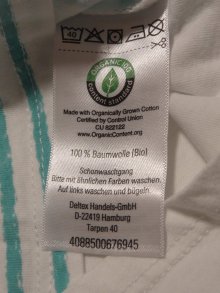 40
ORGANIC 100
content standard
Made with Organically Grown Cotton
Certified by Control Union
CU 822122
www.OrganicContent.org
100 % Baumwolle (Bio)
Schonwaschgang
Bitte mit ähnlichen Farben waschen.
Auf links waschen und bügeln.
Deltex Handels-GmbH
D-22419 Hamburg
Tarpen 40
4088500676945